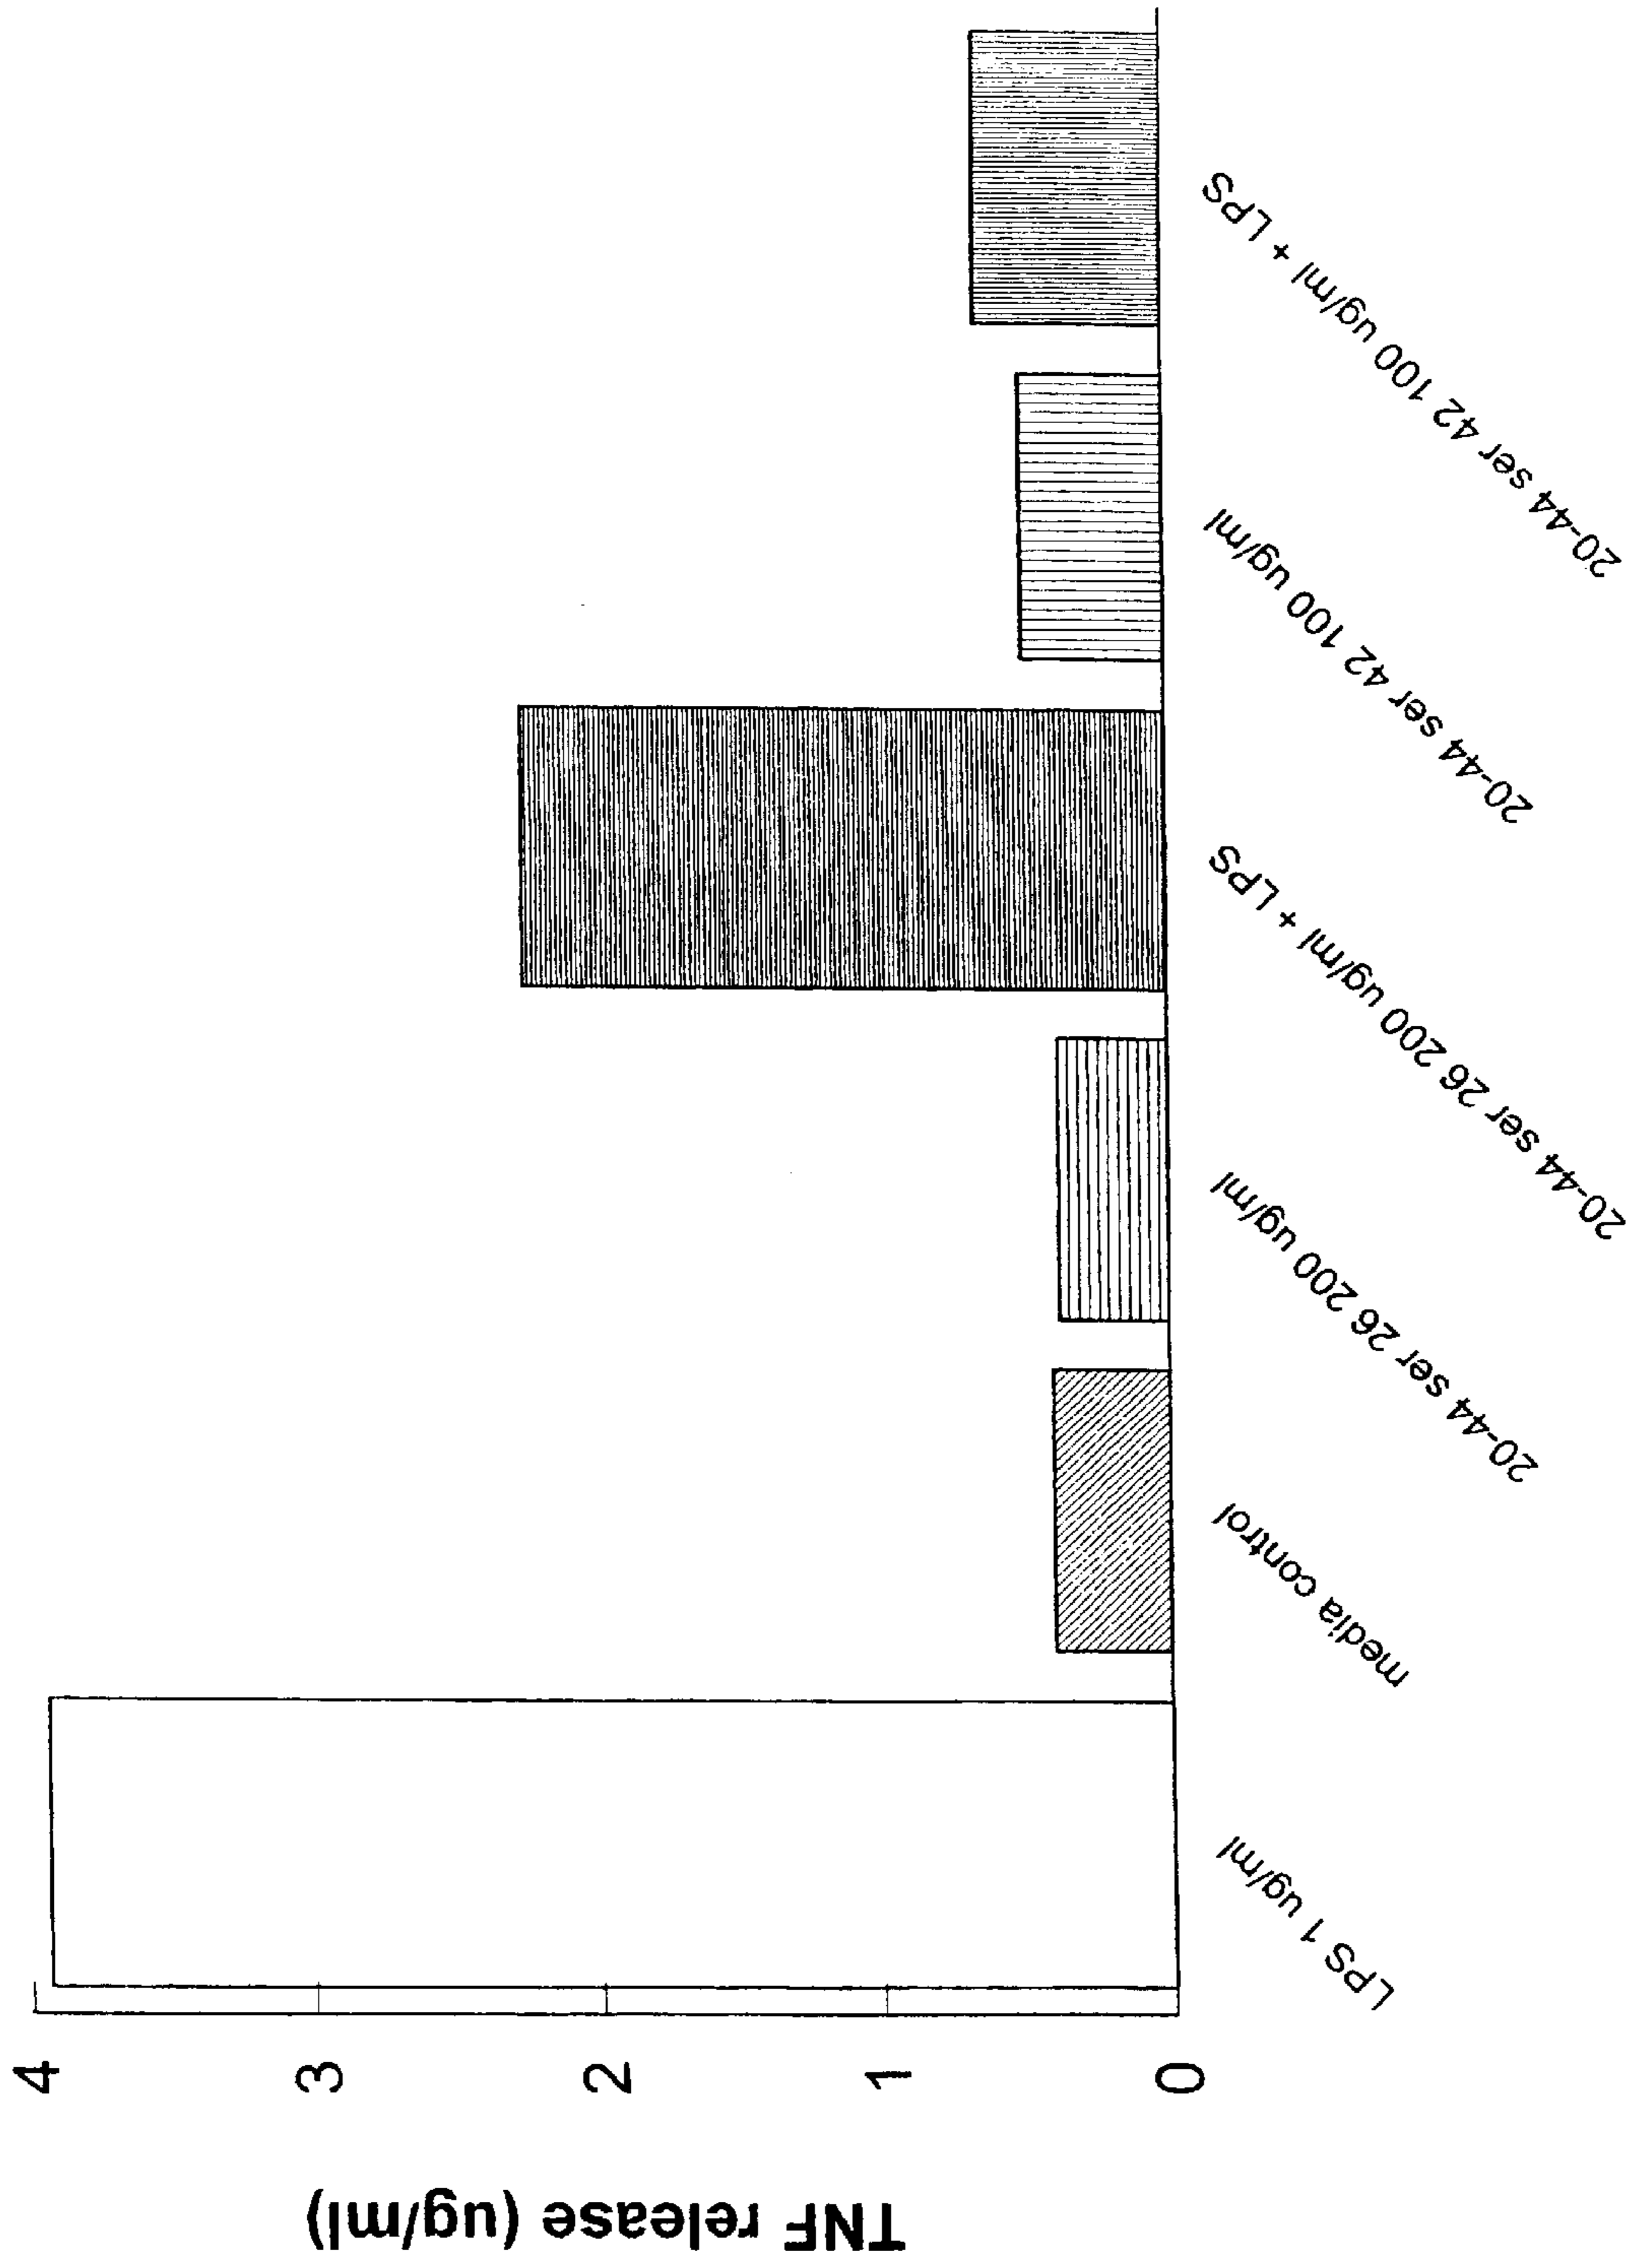 TNF release (ug/ml)
4
3
2
1
0
LPS 1 ug/ml
media control
20-44 ser 26 200 ug/ml
20-44 ser 26 200 ug/ml + LPS
20-44 ser 42 100 ug/ml
20-44 ser 42 100 ug/ml + LPS